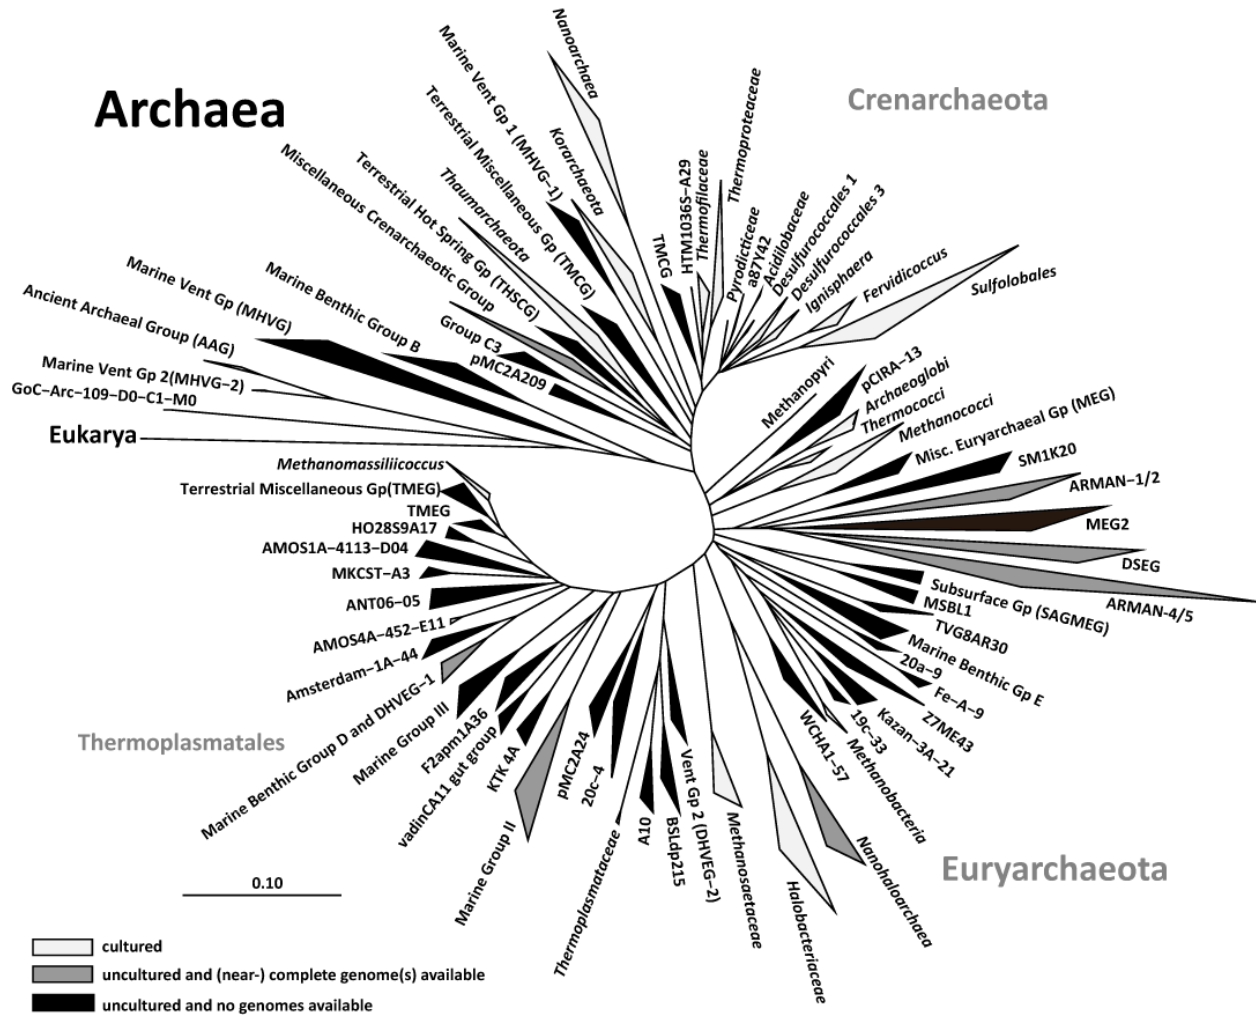 Archaea
Crenarchaeota
Nanoarchaea
Marine Vent Gp 1 (MHVG−1)
Korarchaeota
Terrestrial Miscellaneous Gp (TMCG)
Thaumarchaeota
Terrestrial Hot Spring Gp (THSCG)
Miscellaneous Crenarchaeotic Group
Group C3
pMC2A209
Marine Benthic Group B
Marine Vent Gp (MHVG)
Ancient Archaeal Group (AAG)
Marine Vent Gp 2(MHVG−2)
GoC−Arc−109−D0−C1−M0
Eukarya
TMCG
HTM1036S−A29
Thermofilaceae
Thermoproteaceae
Pyrodicticeae
a87Y42
Acidilobaceae
Desulfurococcales 1
Desulfurococcales 3
Ignisphaera
Fervidicoccus
Sulfolobales
Methanopyri
pCIRA−13
Archaeoglobi
Thermococci
Methanococci
Misc. Euryarchaeal Gp (MEG)
SM1K20
ARMAN−1/2
MEG2
DSEG
ARMAN-4/5
Subsurface Gp (SAGMEG)
MSBL1
TVG8AR30
Marine Benthic Gp E
20a−9
Fe−A−9
Z7ME43
Kazan−3A−21
19c−33
Methanobacteria
WCHA1−57
Nanohaloarchaea
Halobacteriaceae
Methanosaetaceae
Vent Gp 2 (DHVEG−2)
BSLdp215
A10
Thermoplasmataceae
20c−4
pMC2A24
Marine Group II
KTK 4A
vadinCA11 gut group
F2apm1A36
Marine Group III
Marine Benthic Group D and DHVEG−1
Amsterdam−1A−44
AMOS4A−452−E11
ANT06−05
MKCST−A3
AMOS1A−4113−D04
HO28S9A17
TMEG
Terrestrial Miscellaneous Gp(TMEG)
Methanomassiliicoccus
Thermoplasmatales
Euryarchaeota
0.10
cultured
uncultured and (near-) complete genome(s) available
uncultured and no genomes available